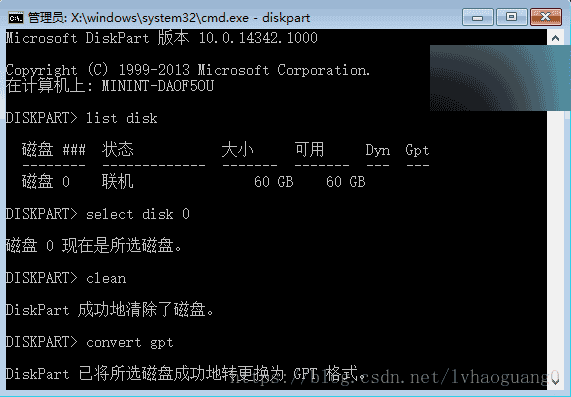 管理员: X:\windows\system32\cmd.exe - diskpart
Microsoft DiskPart 版本 10.0.14342.1000
Copyright (C) 1999-2013 Microsoft Corporation.
在计算机上: MININT-DAOF5OU
DISKPART> list disk
磁盘 ### 状态 大小 可用 Dyn Gpt
-------- ------------- ------- ------- --- ---
磁盘 0 联机 60 GB 60 GB
DISKPART> select disk 0
磁盘 0 现在是所选磁盘。
DISKPART> clean
DiskPart 成功地清除了磁盘。
DISKPART> convert gpt
DiskPart 已将所选磁盘成功地转更换为 GPT 格式。
https://blog.csdn.net/lvhaoguang0